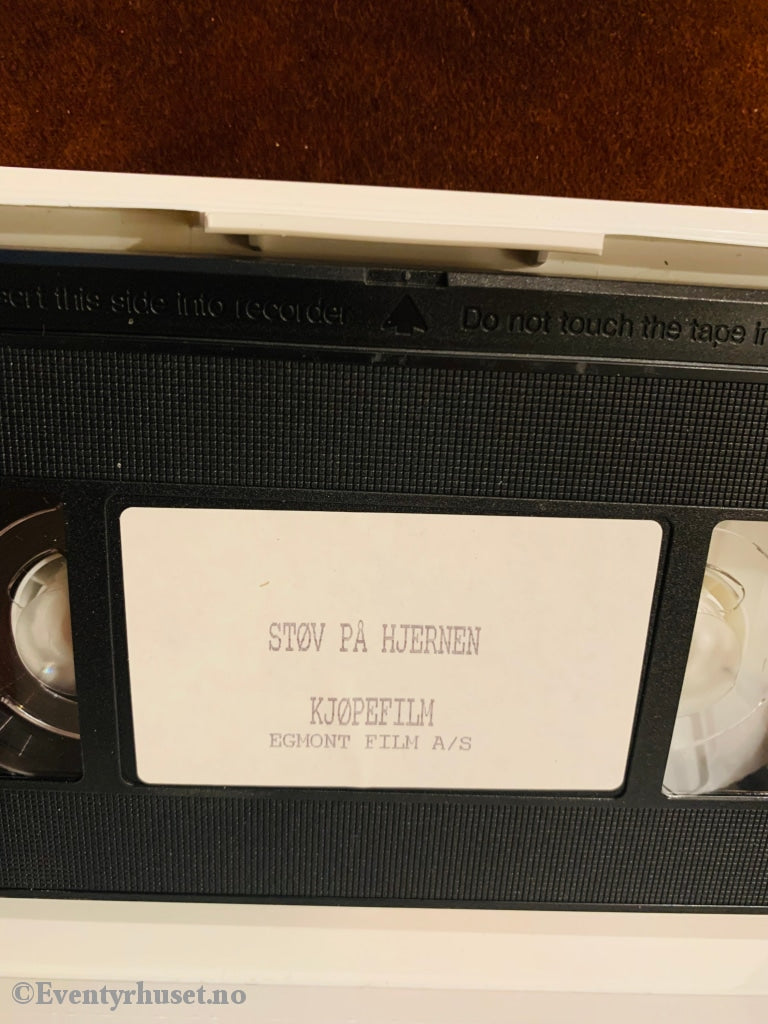 sert this side into recorder Do not touch the tape in
STØV PÅ HJERNEN
KJØPEFILM
EGMONT FILM A/S
©Eventyrhuset.no